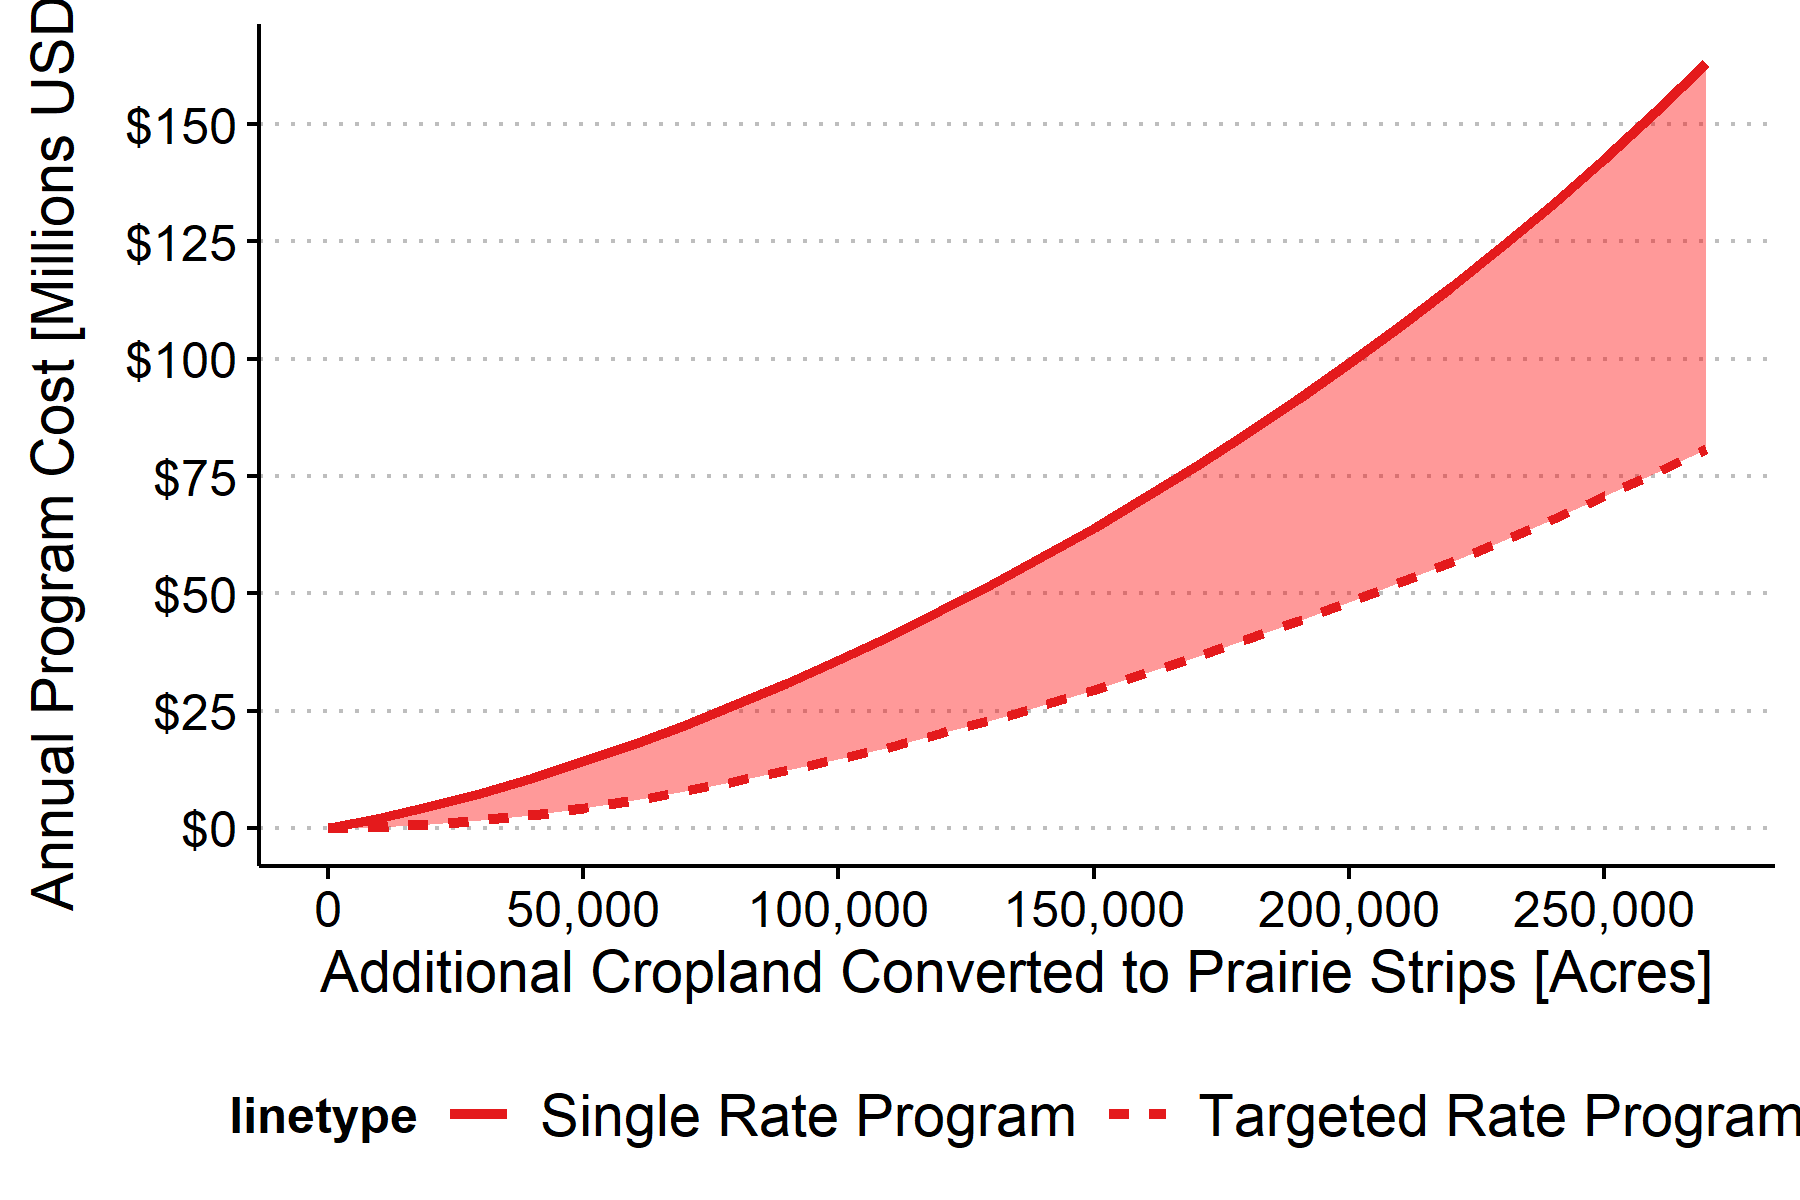 Annual Program Cost [Millions USD
$150
$125
$100
$75
$50
$25
$0
0 50,000 100,000 150,000 200,000 250,000
Additional Cropland Converted to Prairie Strips [Acres]
linetype Single Rate Program Targeted Rate Program